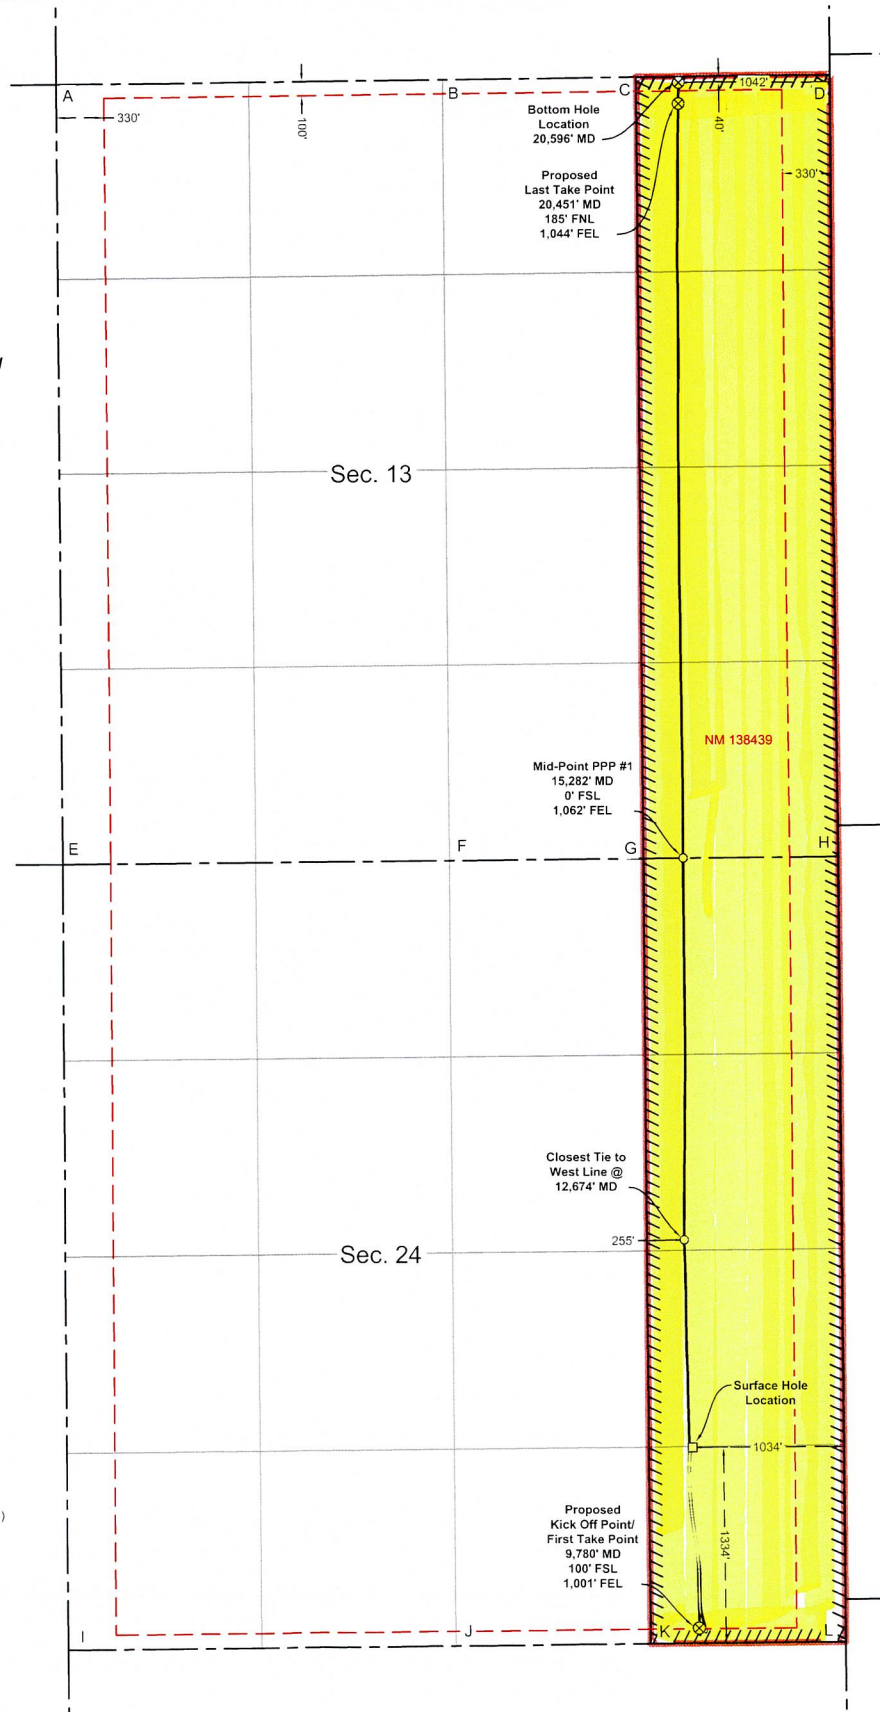 A
B
C
D
1042'
330'
100'
40'
330'
Bottom Hole
Location
20,596' MD
Proposed
Last Take Point
20,451' MD
185' FNL
1,044' FEL
Sec. 13
NM 138439
Mid-Point PPP #1
15,282' MD
0' FSL
1,062' FEL
E
F
G
H
Closest Tie to
West Line @
12,674' MD
255'
Sec. 24
Surface Hole
Location
1034'
1334'
Proposed
Kick Off Point/
First Take Point
9,780' MD
100' FSL
1,001' FEL
I
J
K
L
)